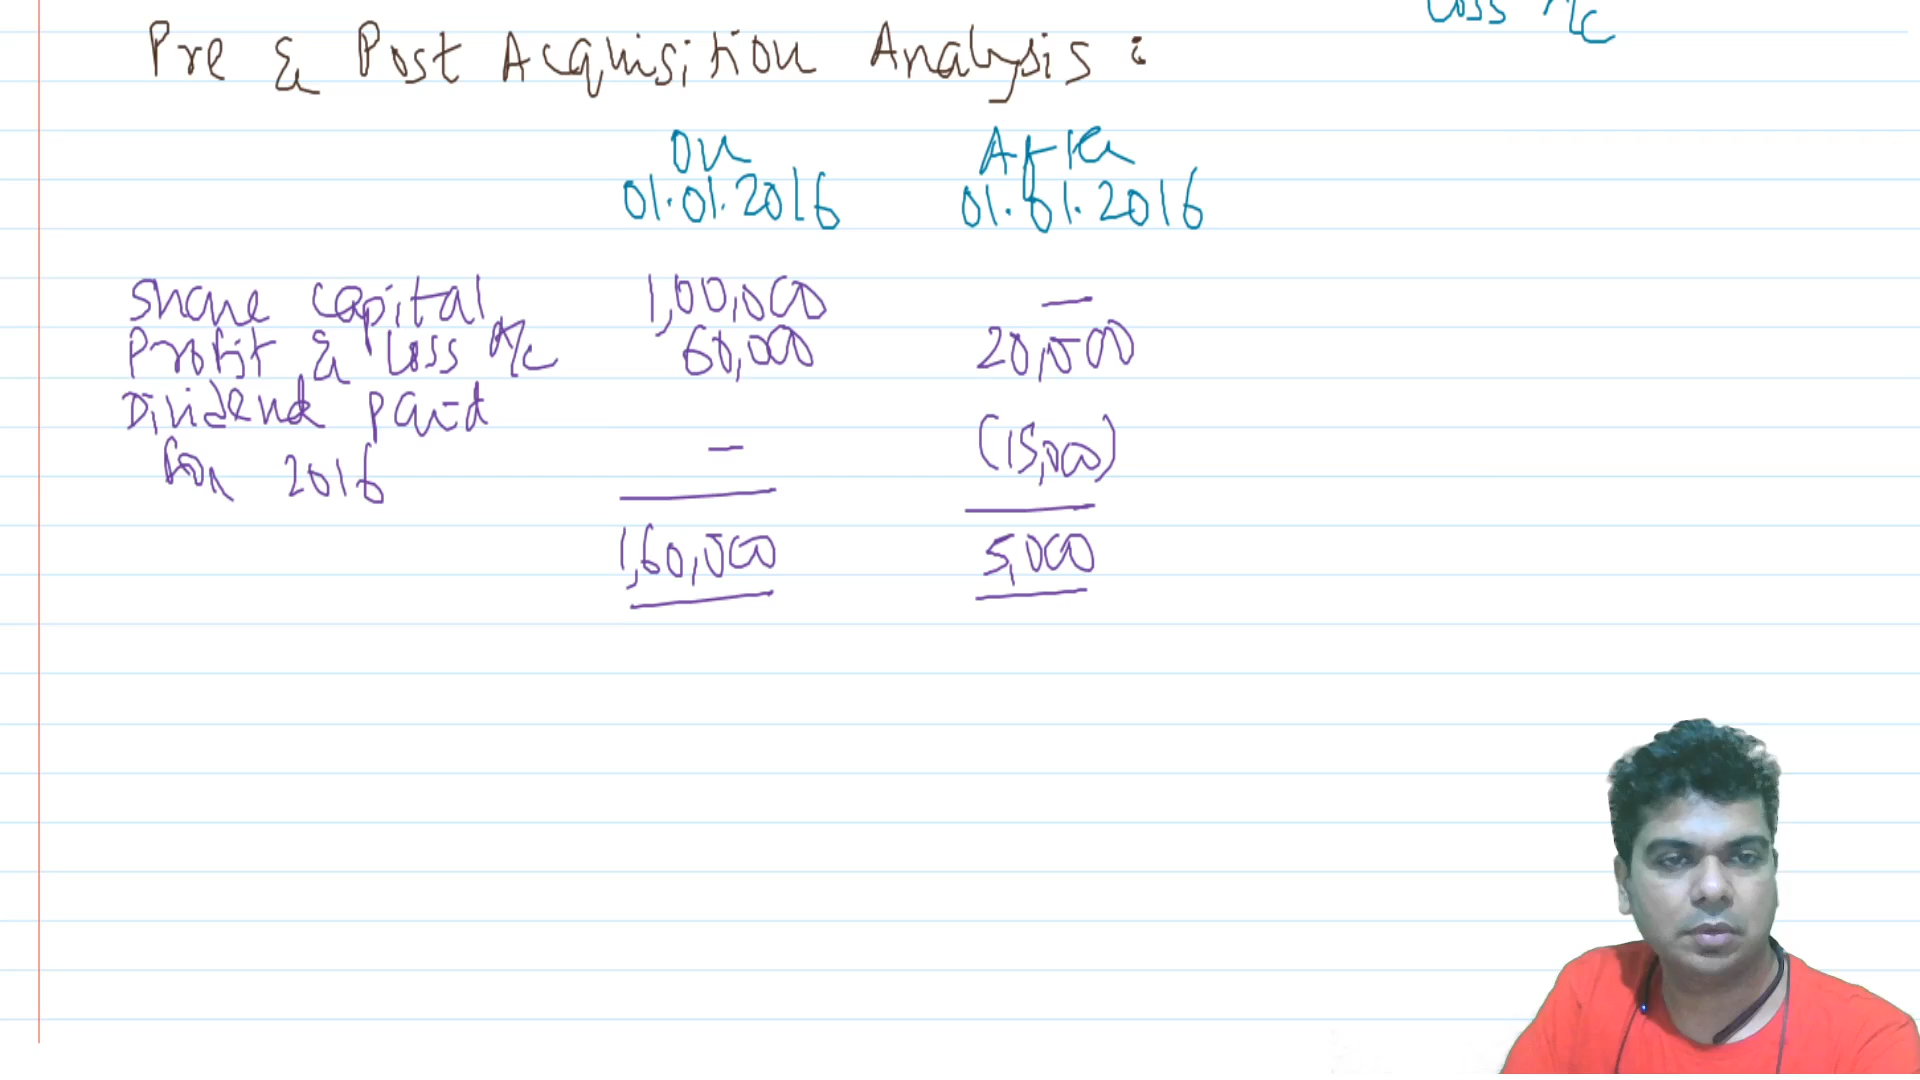 Loss A/c
Pre & Post Acquisition Analysis :
On After
01.01.2016 01.01.2016
Share capital 1,00,000 —
Profit & Loss A/c 60,000 20,000
Dividend paid
for 2016 — (15,000)
1,60,000 5,000